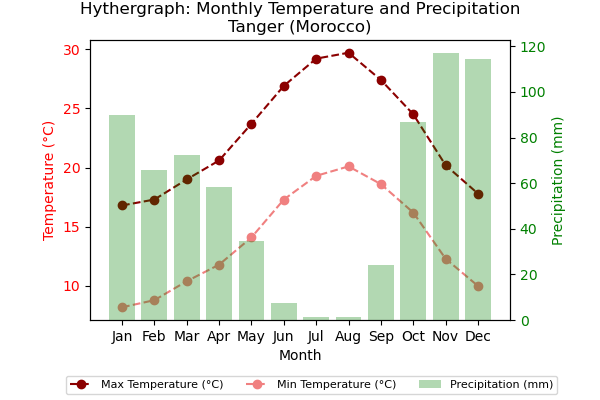 Hythergraph: Monthly Temperature and Precipitation
Tanger (Morocco)
Temperature (°C)
30
25
20
15
10
Precipitation (mm)
120
100
80
60
40
20
0
Jan Feb Mar Apr May Jun Jul Aug Sep Oct Nov Dec
Month
Max Temperature (°C) Min Temperature (°C) Precipitation (mm)